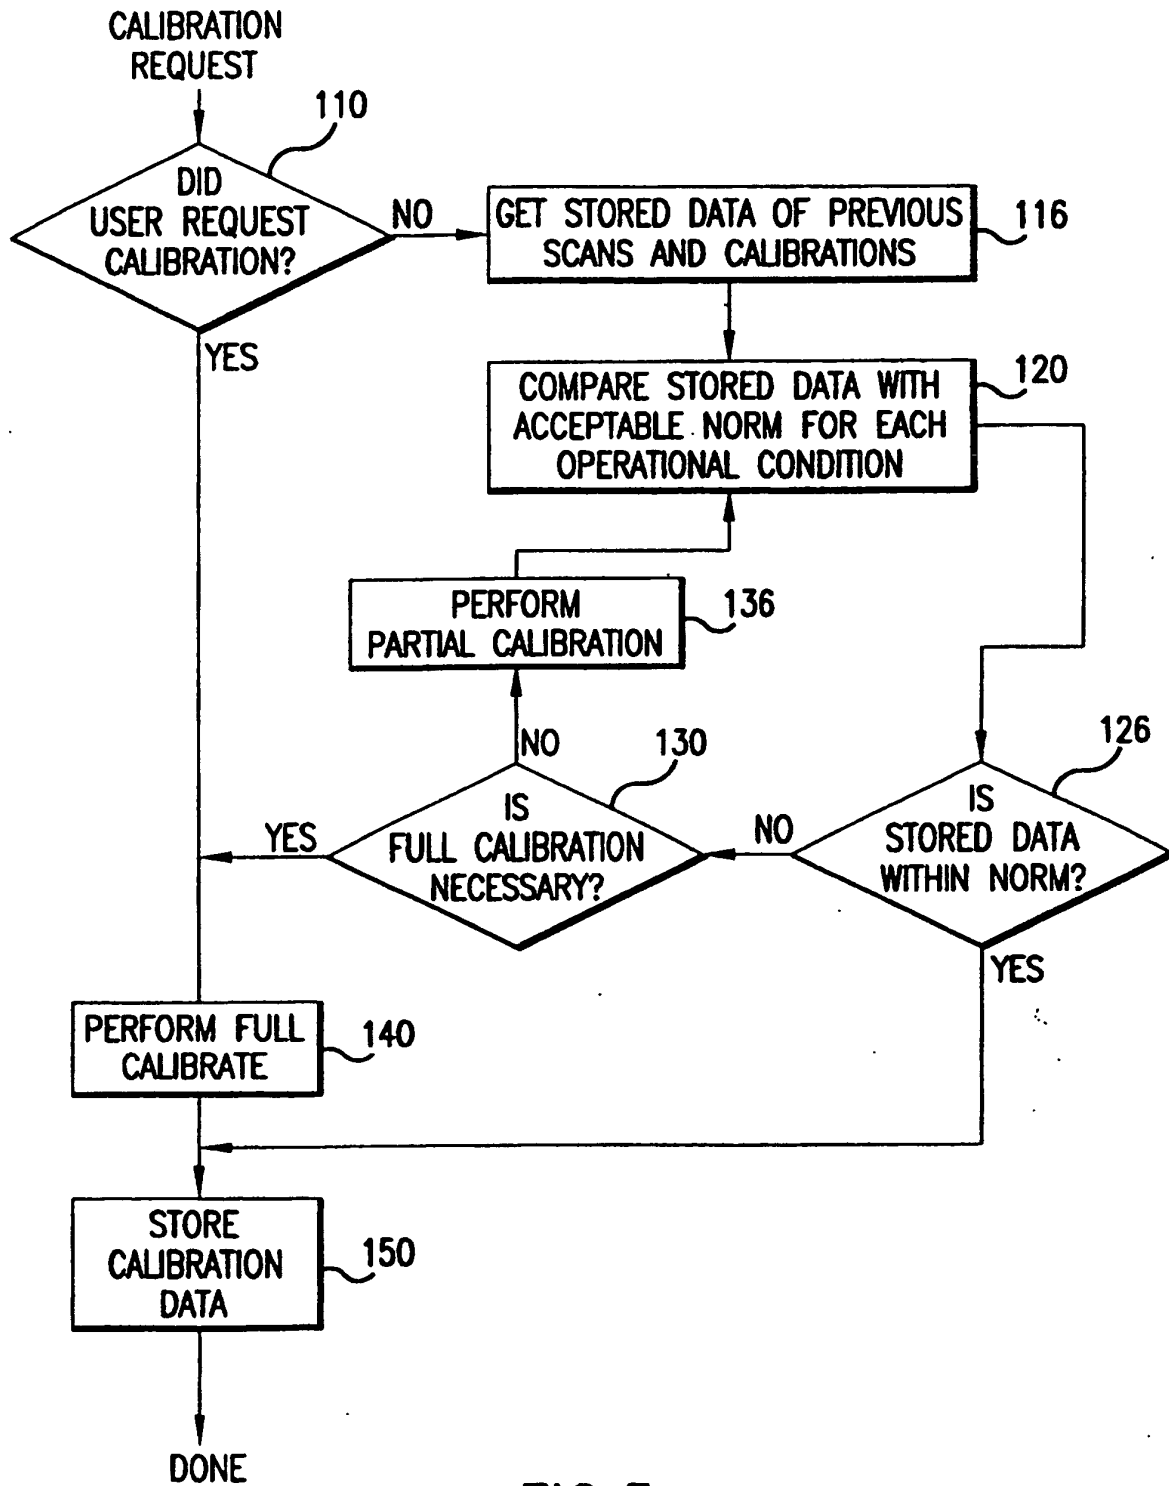 CALIBRATION
REQUEST
110
DID
USER REQUEST
CALIBRATION?
NO
GET STORED DATA OF PREVIOUS
SCANS AND CALIBRATIONS
116
YES
COMPARE STORED DATA WITH
ACCEPTABLE NORM FOR EACH
OPERATIONAL CONDITION
120
PERFORM
PARTIAL CALIBRATION
136
NO
130
126
IS
FULL CALIBRATION
NECESSARY?
YES
NO
IS
STORED DATA
WITHIN NORM?
YES
PERFORM FULL
CALIBRATE
140
STORE
CALIBRATION
DATA
150
DONE